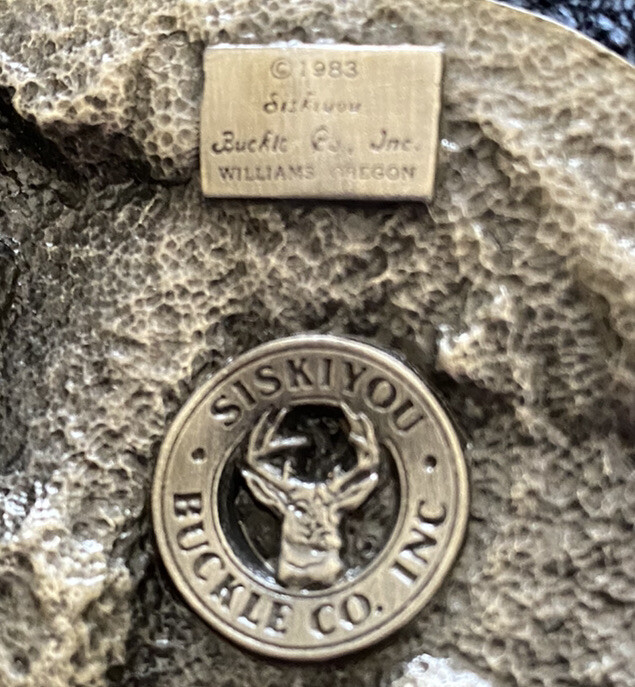 © 1983
Siskiyou
Buckle Co., Inc.
WILLIAMS OREGON
SISKIYOU
BUCKLE CO. INC